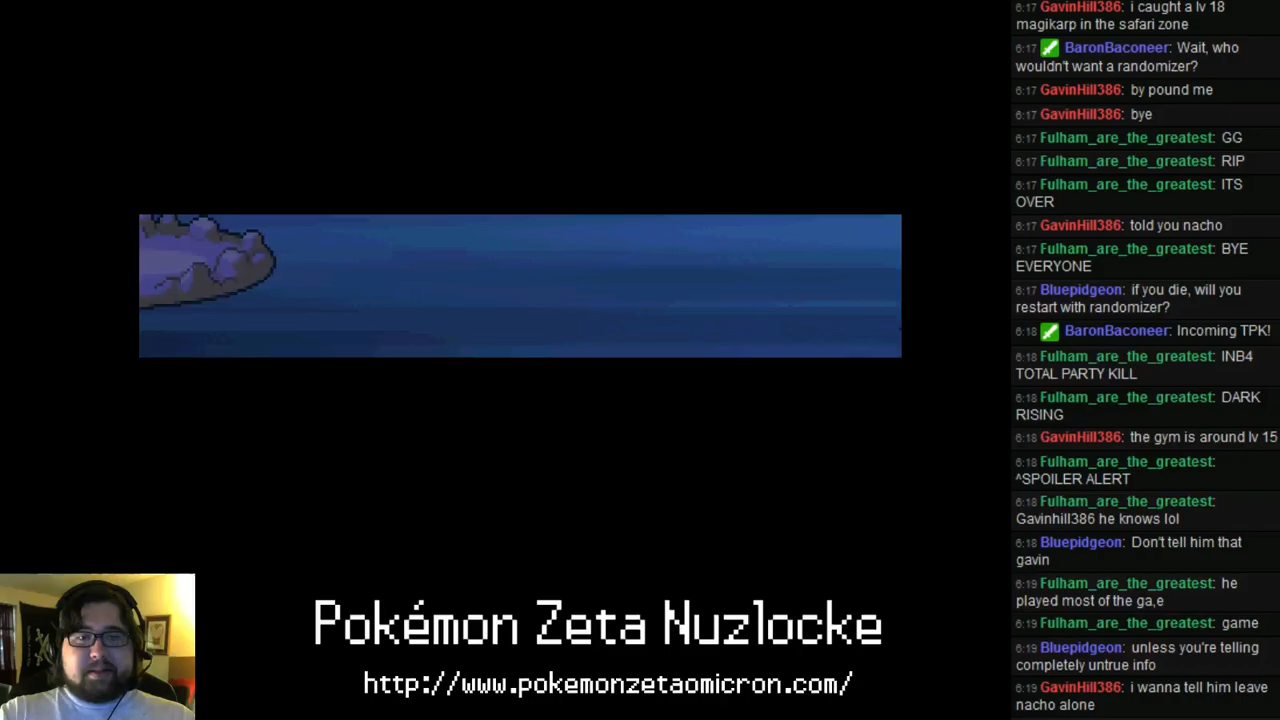 6:17 GavinHill386: i caught a lv 18
magikarp in the safari zone
6:17 BaronBaconeer: Wait, who
wouldn't want a randomizer?
6:17 GavinHill386: by pound me
6:17 GavinHill386: bye
6:17 Fulham_are_the_greatest: GG
6:17 Fulham_are_the_greatest: RIP
6:17 Fulham_are_the_greatest: ITS
OVER
6:17 GavinHill386: told you nacho
6:17 Fulham_are_the_greatest: BYE
EVERYONE
6:17 Bluepidgeon: if you die, will you
restart with randomizer?
6:18 BaronBaconeer: Incoming TPK!
6:18 Fulham_are_the_greatest: INB4
TOTAL PARTY KILL
6:18 Fulham_are_the_greatest: DARK
RISING
6:18 GavinHill386: the gym is around lv 15
6:18 Fulham_are_the_greatest:
^SPOILER ALERT
6:18 Fulham_are_the_greatest:
Gavinhill386 he knows lol
6:18 Bluepidgeon: Don't tell him that
gavin
6:19 Fulham_are_the_greatest: he
played most of the ga,e
6:19 Fulham_are_the_greatest: game
6:19 Bluepidgeon: unless you're telling
completely untrue info
6:19 GavinHill386: i wanna tell him leave
nacho alone
Pokémon Zeta Nuzlocke
http://www.pokemonzetaomicron.com/